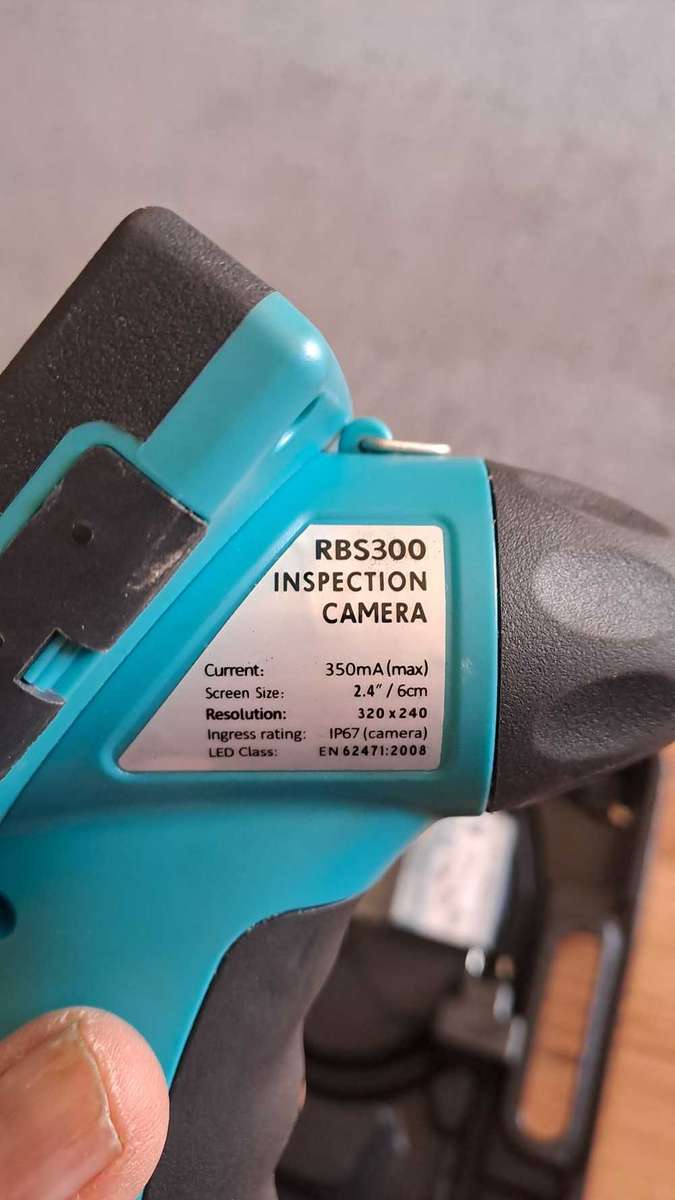 RBS300
INSPECTION
CAMERA
Current: 350mA (max)
Screen Size: 2.4" / 6cm
Resolution: 320 x 240
Ingress rating: IP67 (camera)
LED Class: EN 62471:2008